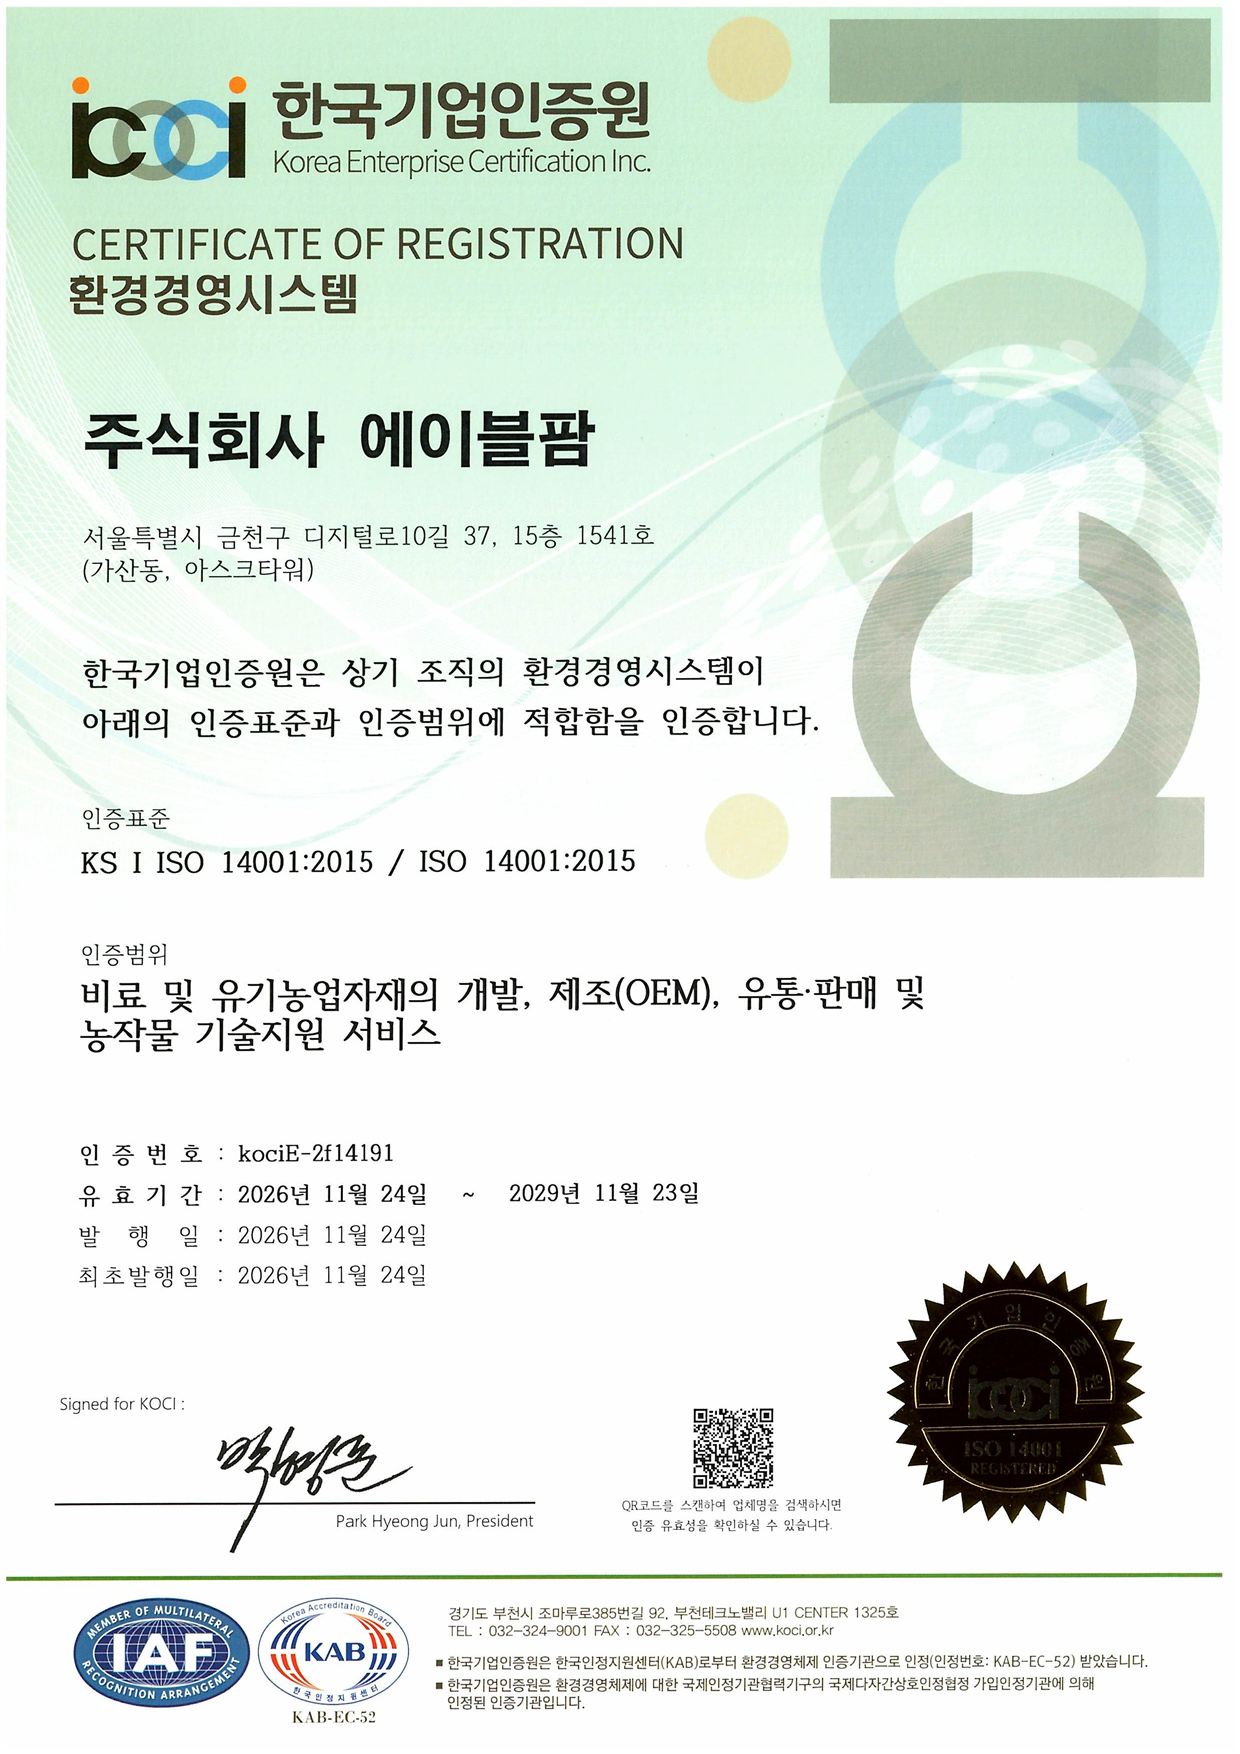 koci 한국기업인증원
Korea Enterprise Certification Inc.
CERTIFICATE OF REGISTRATION
환경경영시스템
주식회사 에이블팜
서울특별시 금천구 디지털로10길 37, 15층 1541호
(가산동, 아스크타워)
한국기업인증원은 상기 조직의 환경경영시스템이
아래의 인증표준과 인증범위에 적합함을 인증합니다.
인증표준
KS I ISO 14001:2015 / ISO 14001:2015
인증범위
비료 및 유기농업자재의 개발, 제조(OEM), 유통·판매 및
농작물 기술지원 서비스
인 증 번 호 : kociE-2f14191
유 효 기 간 : 2026년 11월 24일 ~ 2029년 11월 23일
발 행 일 : 2026년 11월 24일
최초발행일 : 2026년 11월 24일
한국기업인증원
koci
ISO 14001
REGISTERED
Signed for KOCI :
박형준
Park Hyeong Jun, President
QR코드를 스캔하여 업체명을 검색하시면
인증 유효성을 확인하실 수 있습니다.
MEMBER OF MULTILATERAL
IAF
RECOGNITION ARRANGEMENT
Korea Accreditation Board
KAB
한국인정지원센터
KAB-EC-52
경기도 부천시 조마루로385번길 92, 부천테크노밸리 U1 CENTER 1325호
TEL : 032-324-9001 FAX : 032-325-5508 www.koci.or.kr
■ 한국기업인증원은 한국인정지원센터(KAB)로부터 환경경영체제 인증기관으로 인정(인정번호: KAB-EC-52) 받았습니다.
■ 한국기업인증원은 환경경영체제에 대한 국제인정기관협력기구의 국제다자간상호인정협정 가입인정기관에 의해
인정된 인증기관입니다.